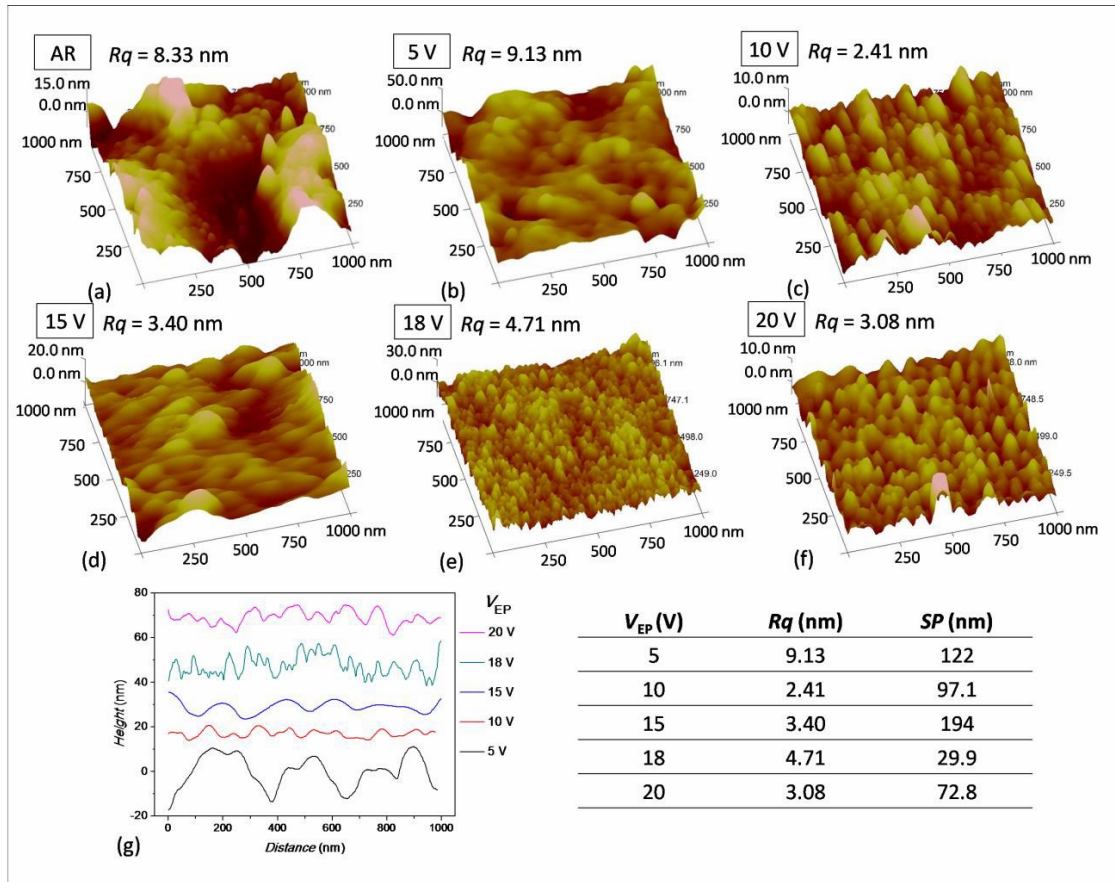 AR Rq = 8.33 nm
15.0 nm
0.0 nm
1000 nm
750
500
250
250
500
750
1000 nm
750
500
250
(a)
5 V Rq = 9.13 nm
50.0 nm
0.0 nm
1000 nm
750
500
250
250
500
750
1000 nm
1000 nm
750
500
250
(b)
10 V Rq = 2.41 nm
10.0 nm
0.0 nm
1000 nm
750
500
250
250
500
750
1000 nm
1000 nm
750
500
250
(c)
15 V Rq = 3.40 nm
20.0 nm
0.0 nm
1000 nm
750
500
250
250
500
750
1000 nm
750
500
250
(d)
18 V Rq = 4.71 nm
30.0 nm
0.0 nm
1000 nm
750
500
250
250
500
750
1000 nm
747.1
498.0
249.0
(e)
20 V Rq = 3.08 nm
10.0 nm
0.0 nm
1000 nm
750
500
250
250
500
750
1000 nm
748.5
499.0
249.5
(f)
80
60
40
20
0
-20
Height (nm)
0 200 400 600 800 1000
Distance (nm)
V EP
20 V
18 V
15 V
10 V
5 V
(g)
V EP (V) Rq (nm) SP (nm)
5 9.13 122
10 2.41 97.1
15 3.40 194
18 4.71 29.9
20 3.08 72.8